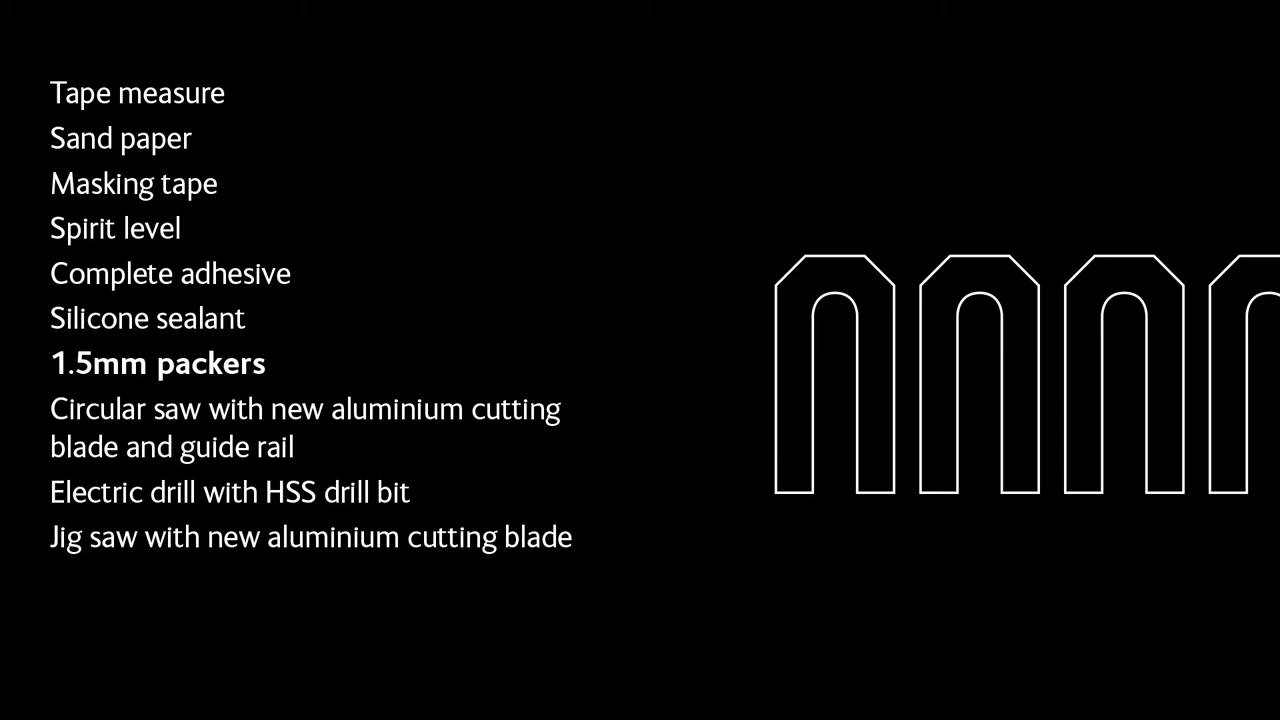 Tape measure
Sand paper
Masking tape
Spirit level
Complete adhesive
Silicone sealant
1.5mm packers
Circular saw with new aluminium cutting
blade and guide rail
Electric drill with HSS drill bit
Jig saw with new aluminium cutting blade